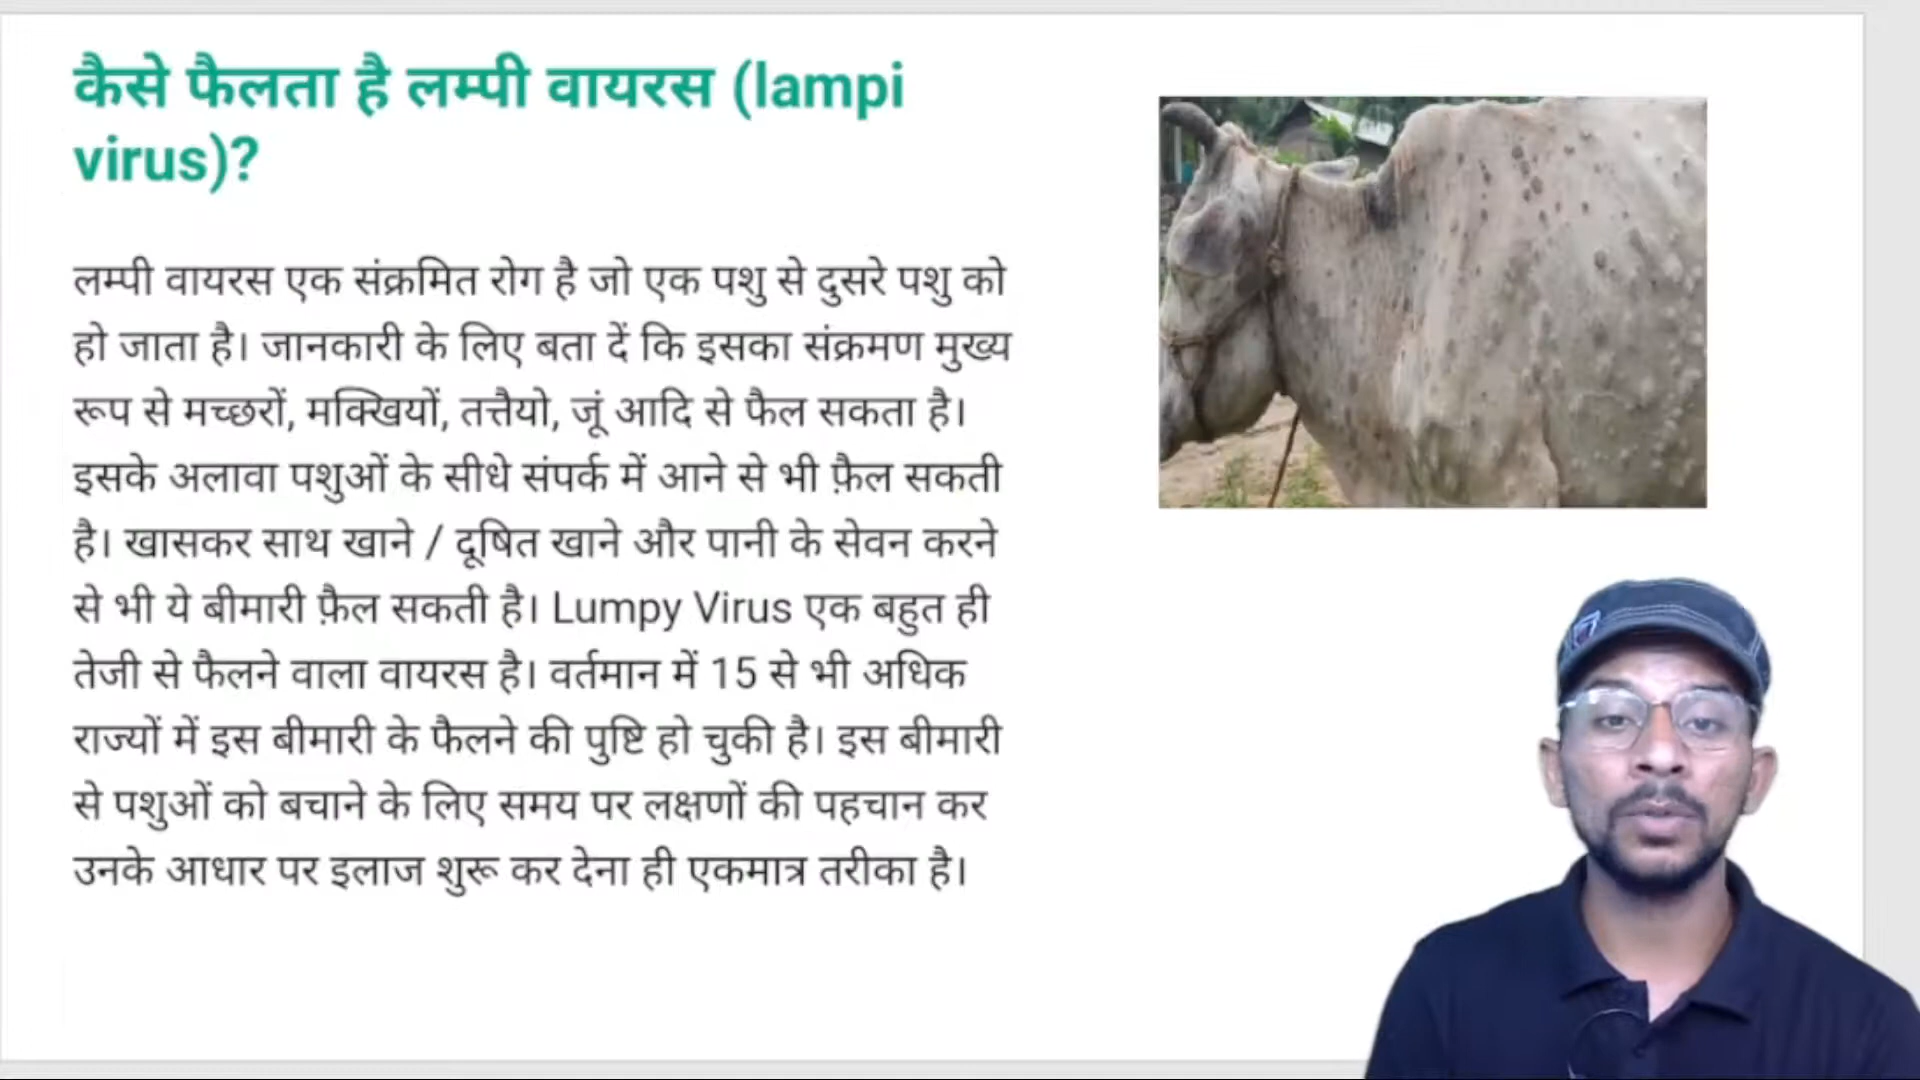 कैसे फैलता है लम्पी वायरस (lampi
virus)?
लम्पी वायरस एक संक्रमित रोग है जो एक पशु से दुसरे पशु को
हो जाता है। जानकारी के लिए बता दें कि इसका संक्रमण मुख्य
रूप से मच्छरों, मक्खियों, तत्तैयो, जूं आदि से फैल सकता है।
इसके अलावा पशुओं के सीधे संपर्क में आने से भी फ़ैल सकती
है। खासकर साथ खाने / दूषित खाने और पानी के सेवन करने
से भी ये बीमारी फ़ैल सकती है। Lumpy Virus एक बहुत ही
तेजी से फैलने वाला वायरस है। वर्तमान में 15 से भी अधिक
राज्यों में इस बीमारी के फैलने की पुष्टि हो चुकी है। इस बीमारी
से पशुओं को बचाने के लिए समय पर लक्षणों की पहचान कर
उनके आधार पर इलाज शुरू कर देना ही एकमात्र तरीका है।